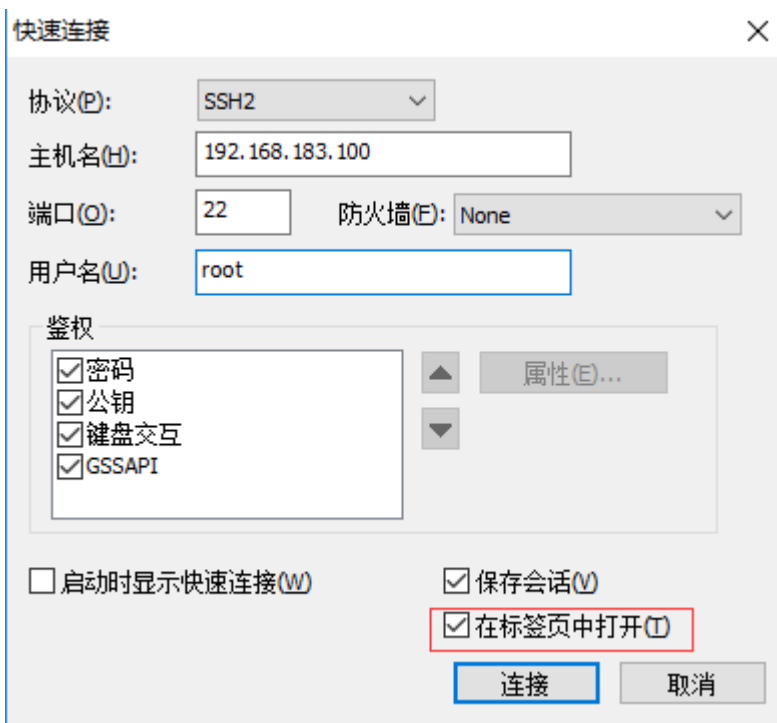 快速连接
协议(P): SSH2
主机名(H): 192.168.183.100
端口(O): 22 防火墙(F): None
用户名(U): root
鉴权
密码
公钥
键盘交互
GSSAPI
属性(E)...
启动时显示快速连接(W) 保存会话(V)
在标签页中打开(T)
连接 取消